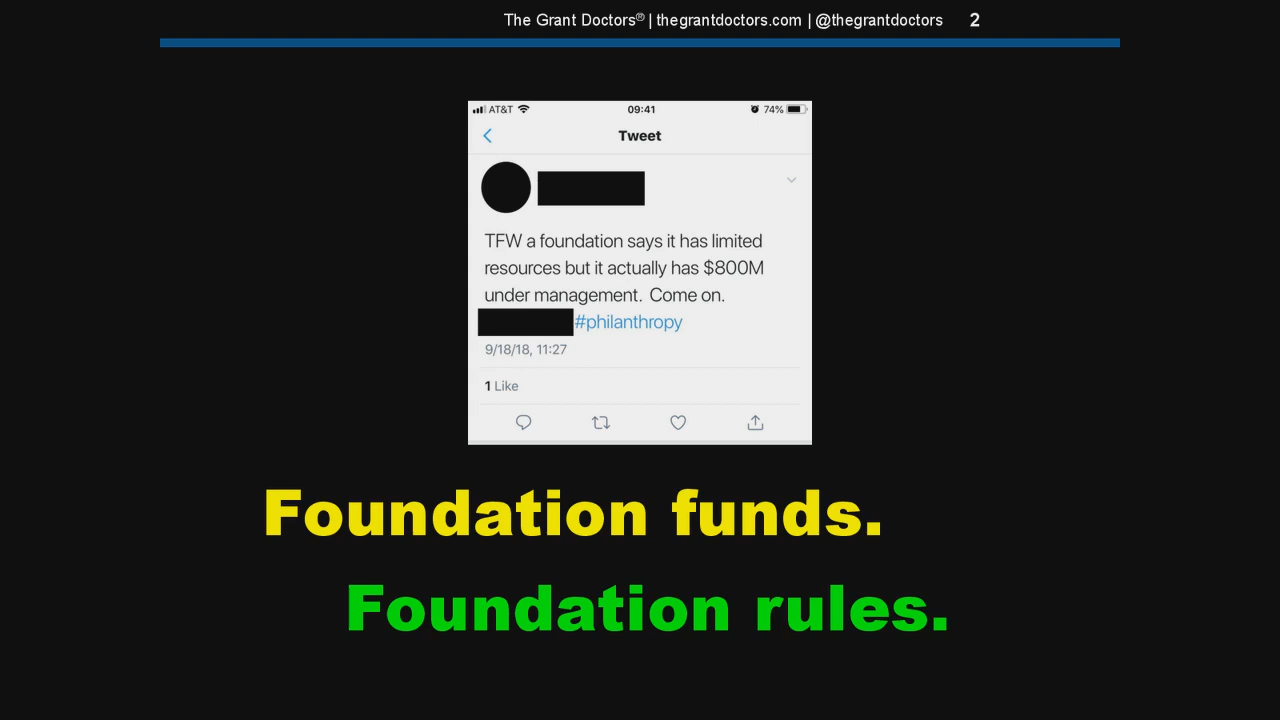 The Grant Doctors® | thegrantdoctors.com | @thegrantdoctors 2
AT&T 09:41 74%
Tweet
TFW a foundation says it has limited
resources but it actually has $800M
under management. Come on.
#philanthropy
9/18/18, 11:27
1 Like
Foundation funds.
Foundation rules.